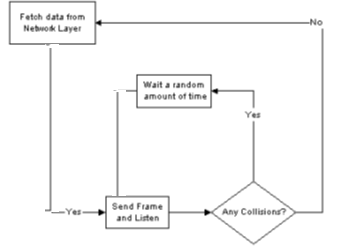 Fetch data from
Network Layer
No
Wait a random
amount of time
Yes
Yes
Send Frame
and Listen
Any Collisions?